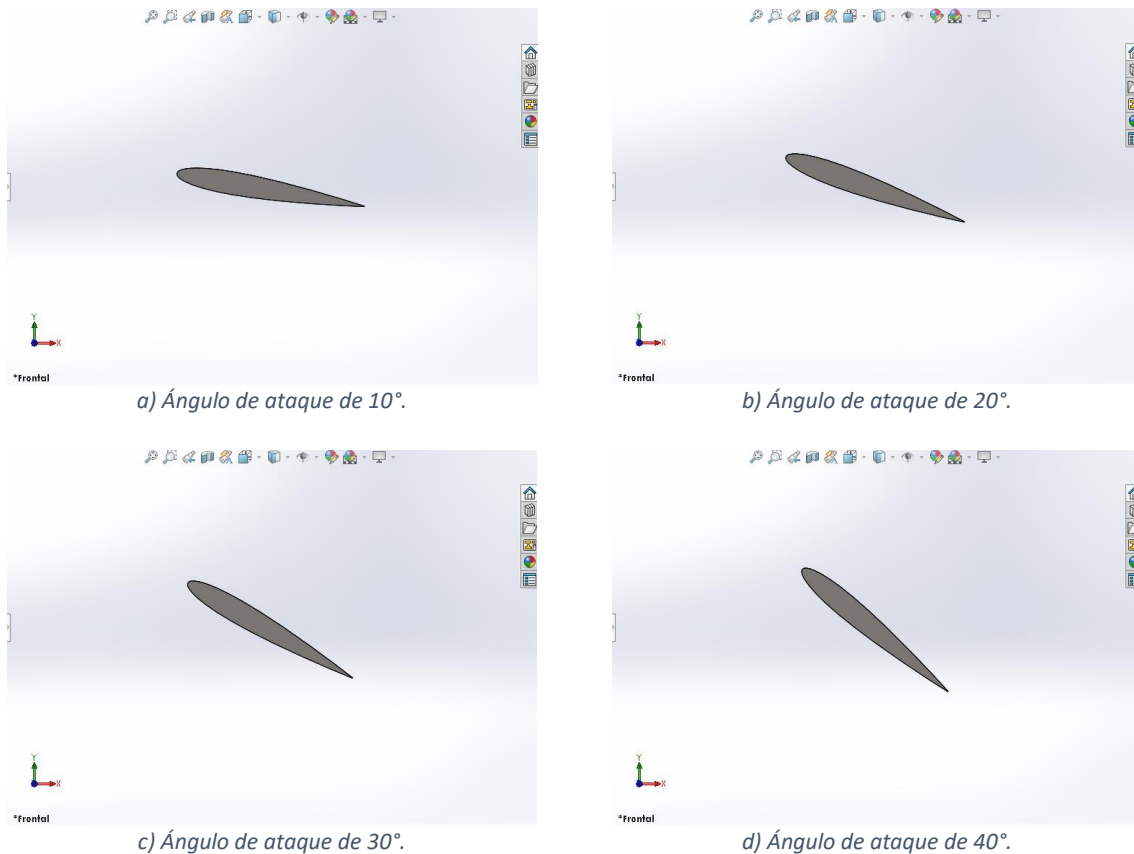 Y
X
*Frontal
a) Ángulo de ataque de 10°.
Y
X
*Frontal
b) Ángulo de ataque de 20°.
Y
X
*Frontal
c) Ángulo de ataque de 30°.
Y
X
*Frontal
d) Ángulo de ataque de 40°.